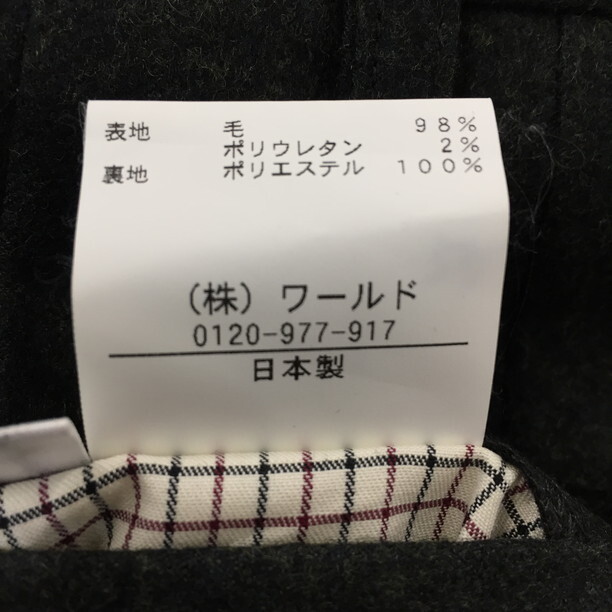 表地 毛 98%
ポリウレタン 2%
裏地 ポリエステル 100%
（株）ワールド
0120-977-917
日本製